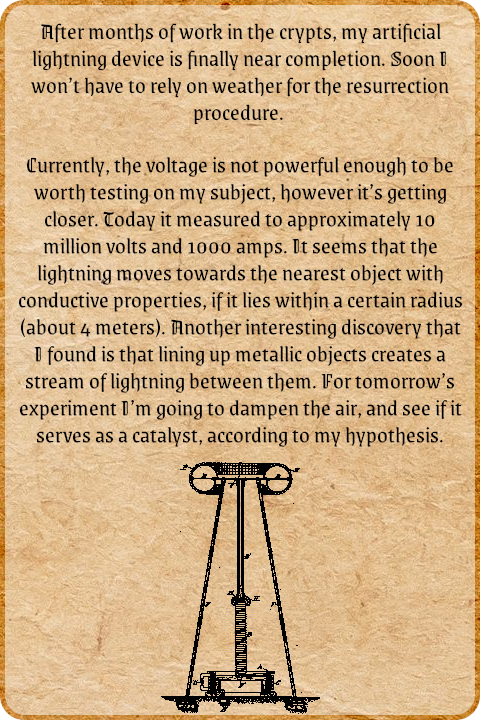 After months of work in the crypts, my artificial
lightning device is finally near completion. Soon I
won't have to rely on weather for the resurrection
procedure.
Currently, the voltage is not powerful enough to be
worth testing on my subject, however it's getting
closer. Today it measured to approximately 10
million volts and 1000 amps. It seems that the
lightning moves towards the nearest object with
conductive properties, if it lies within a certain radius
(about 4 meters). Another interesting discovery that
I found is that lining up metallic objects creates a
stream of lightning between them. For tomorrow's
experiment I'm going to dampen the air, and see if it
serves as a catalyst, according to my hypothesis.